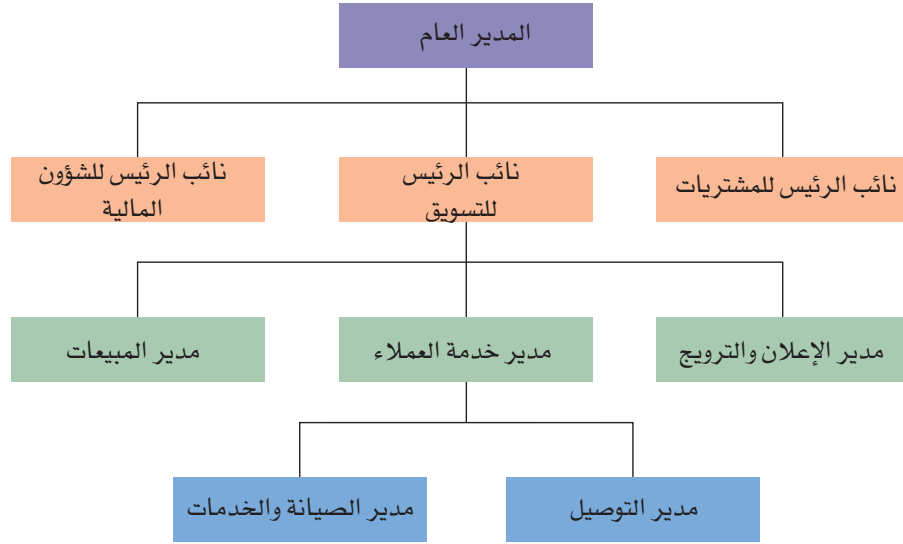 المدير العام
نائب الرئيس للمشتريات
نائب الرئيس
للتسويق
نائب الرئيس للشؤون
المالية
مدير الإعلان والترويج
مدير خدمة العملاء
مدير المبيعات
مدير التوصيل
مدير الصيانة والخدمات